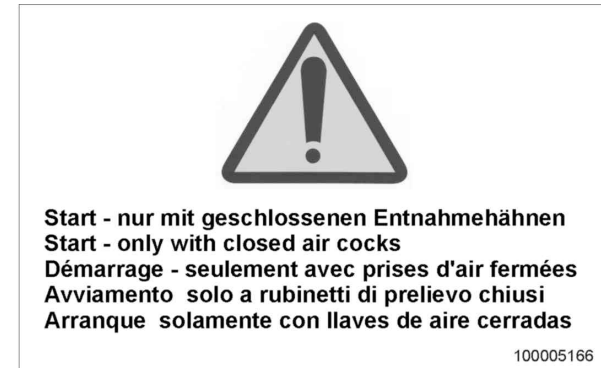 Start - nur mit geschlossenen Entnahmehähnen
Start - only with closed air cocks
Démarrage - seulement avec prises d'air fermées
Avviamento  solo a rubinetti di prelievo chiusi
Arranque  solamente con llaves de aire cerradas
100005166